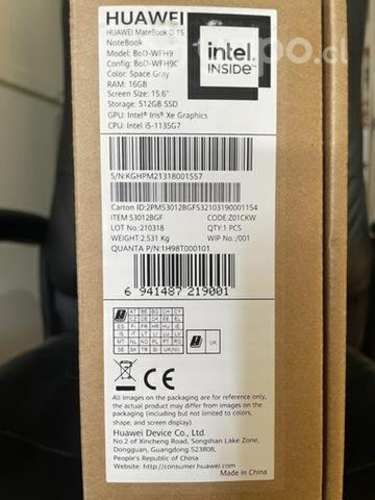 HUAWEI
HUAWEI MateBook D 15
NoteBook
Model: BoD-WFH9
Config: BoD-WFH9C
Color: Space Gray
RAM: 16GB
Screen Size: 15.6"
Storage: 512GB SSD
GPU: Intel® Iris® Xe Graphics
CPU: Intel i5-1135G7
intel.
INSIDE™
S/N:KGHPM21318001557
Carton ID:2PM53012BGF532103190001154
ITEM 53012BGF CODE:Z01CKW
LOT NO: 210318 QTY:1 PCS
WEIGHT:2.531 Kg WIP No.:/001
QUANTA P/N:1H98T000101
6 941487 219001
UK
CE
All images on the packaging are for reference only,
the actual product may differ from images on the packaging
(including but not limited to colors,
shape, and screen display).
Huawei Device Co., Ltd.
No.2 of Xincheng Road, Songshan Lake Zone,
Dongguan, Guangdong 523808,
People's Republic of China
Website: http://consumer.huawei.com
Made in China